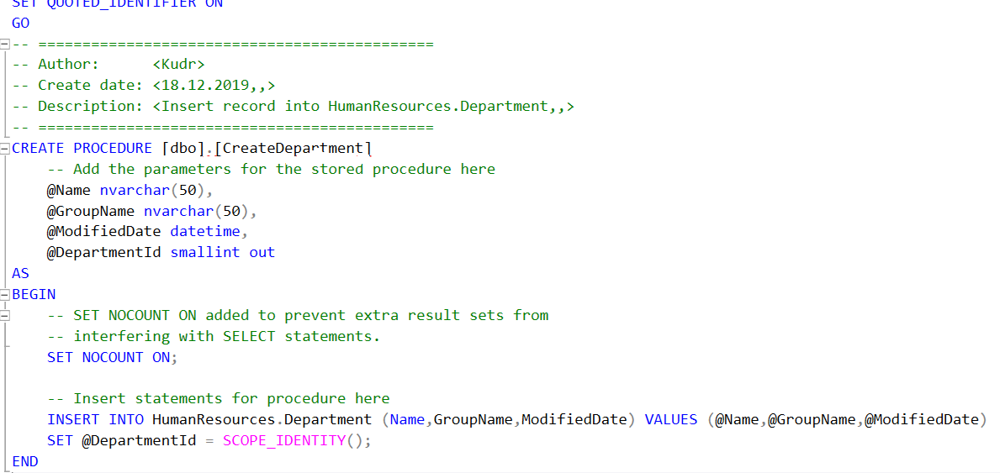 SET QUOTED_IDENTIFIER ON
GO
-- =============================================
-- Author:      <Kudr>
-- Create date: <18.12.2019,,>
-- Description: <Insert record into HumanResources.Department,,>
-- =============================================
CREATE PROCEDURE [dbo].[CreateDepartment]
    -- Add the parameters for the stored procedure here
    @Name nvarchar(50),
    @GroupName nvarchar(50),
    @ModifiedDate datetime,
    @DepartmentId smallint out
AS
BEGIN
    -- SET NOCOUNT ON added to prevent extra result sets from
    -- interfering with SELECT statements.
    SET NOCOUNT ON;

    -- Insert statements for procedure here
    INSERT INTO HumanResources.Department (Name,GroupName,ModifiedDate) VALUES (@Name,@GroupName,@ModifiedDate)
    SET @DepartmentId = SCOPE_IDENTITY();
END